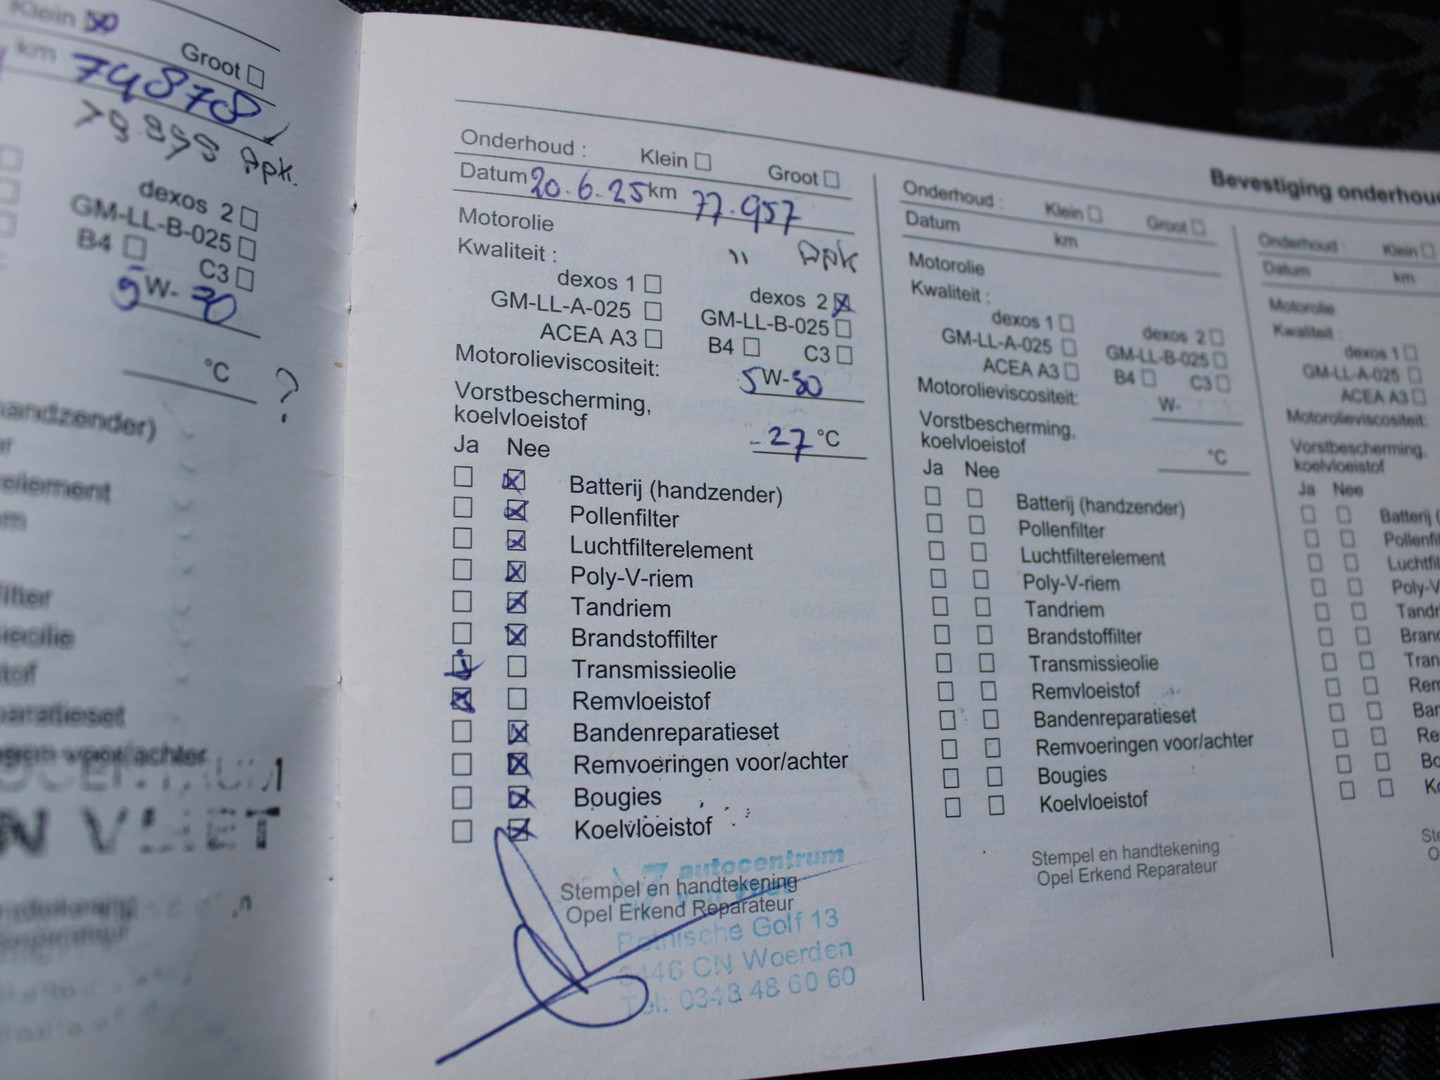 Klein
Groot
km 74878
79.898 Apk.
dexos 2
GM-LL-B-025
B4 C3
5W-30
°C ?
handzender)
Onderhoud : Klein Groot
Datum 20.6.25 km 77.957
Motorolie
Kwaliteit : " Apk
dexos 1 dexos 2
GM-LL-A-025 GM-LL-B-025
ACEA A3 B4 C3
Motorolieviscositeit: 5W-30
Vorstbescherming,
koelvloeistof -27 °C
Ja Nee
Batterij (handzender)
Pollenfilter
Luchtfilterelement
Poly-V-riem
Tandriem
Brandstoffilter
Transmissieolie
Remvloeistof
Bandenreparatieset
Remvoeringen voor/achter
Bougies
Koelvloeistof
autocentrum
Stempel en handtekening
Opel Erkend Reparateur
Botnische Golf 13
3446 CN Woerden
Tel: 0348 48 60 60
Bevestiging onderhoud
Onderhoud : Klein Groot
Datum km
Motorolie
Kwaliteit :
dexos 1 dexos 2
GM-LL-A-025 GM-LL-B-025
ACEA A3 B4 C3
Motorolieviscositeit: W-
Vorstbescherming,
koelvloeistof °C
Ja Nee
Batterij (handzender)
Pollenfilter
Luchtfilterelement
Poly-V-riem
Tandriem
Brandstoffilter
Transmissieolie
Remvloeistof
Bandenreparatieset
Remvoeringen voor/achter
Bougies
Koelvloeistof
Stempel en handtekening
Opel Erkend Reparateur
Onderhoud : Klein
Datum km
Motorolie
Kwaliteit :
dexos 1
GM-LL-A-025
ACEA A3
Motorolieviscositeit:
Vorstbescherming,
koelvloeistof
Ja Nee